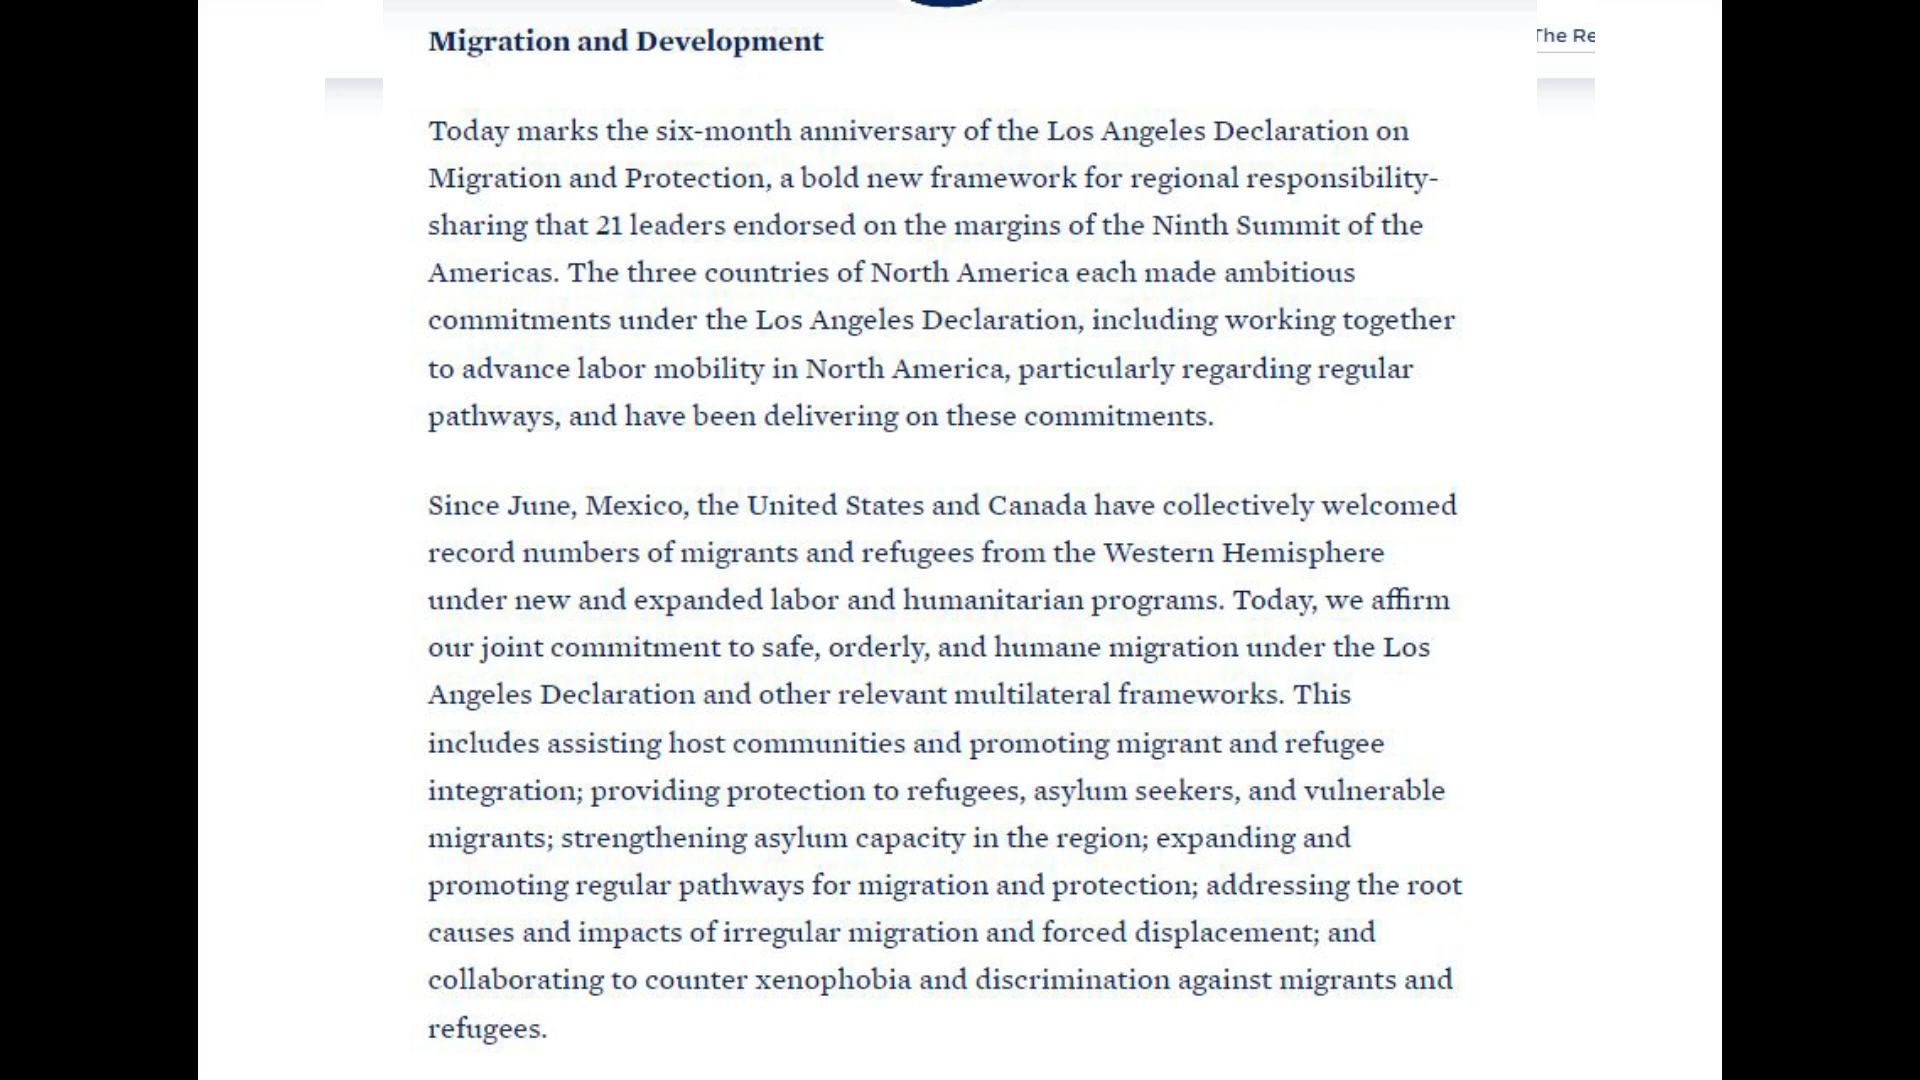 Migration and Development
The Re
Today marks the six-month anniversary of the Los Angeles Declaration on
Migration and Protection, a bold new framework for regional responsibility-
sharing that 21 leaders endorsed on the margins of the Ninth Summit of the
Americas. The three countries of North America each made ambitious
commitments under the Los Angeles Declaration, including working together
to advance labor mobility in North America, particularly regarding regular
pathways, and have been delivering on these commitments.
Since June, Mexico, the United States and Canada have collectively welcomed
record numbers of migrants and refugees from the Western Hemisphere
under new and expanded labor and humanitarian programs. Today, we affirm
our joint commitment to safe, orderly, and humane migration under the Los
Angeles Declaration and other relevant multilateral frameworks. This
includes assisting host communities and promoting migrant and refugee
integration; providing protection to refugees, asylum seekers, and vulnerable
migrants; strengthening asylum capacity in the region; expanding and
promoting regular pathways for migration and protection; addressing the root
causes and impacts of irregular migration and forced displacement; and
collaborating to counter xenophobia and discrimination against migrants and
refugees.